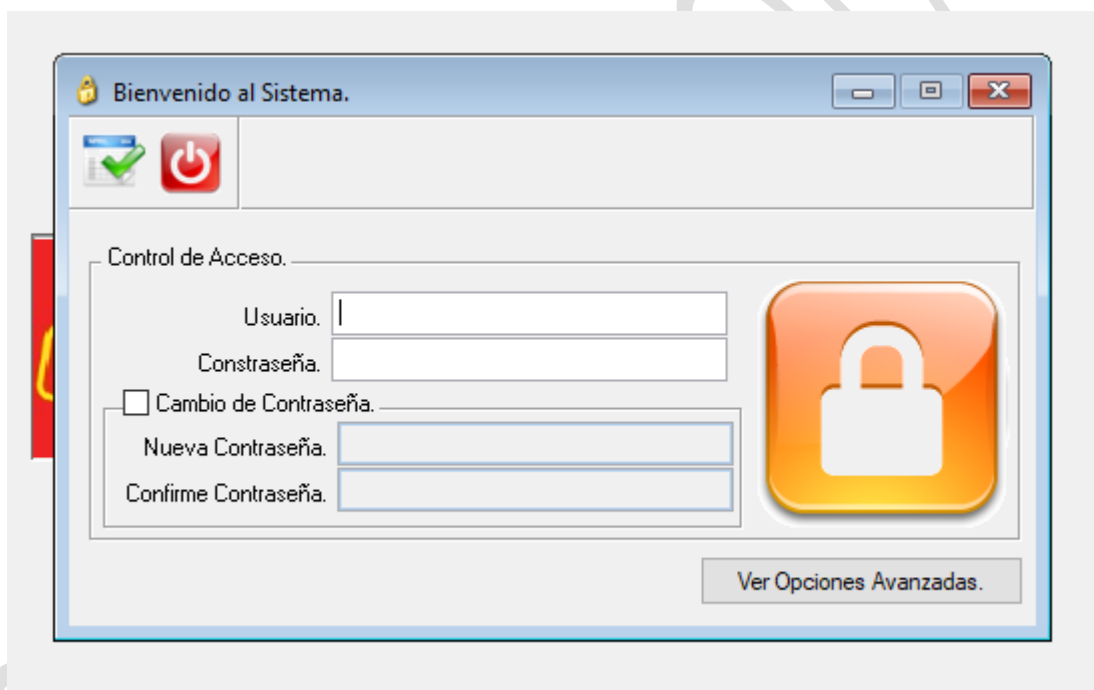 Bienvenido al Sistema.
Control de Acceso.
Usuario.
Constraseña.
Cambio de Contraseña.
Nueva Contraseña.
Confirme Contraseña.
Ver Opciones Avanzadas.